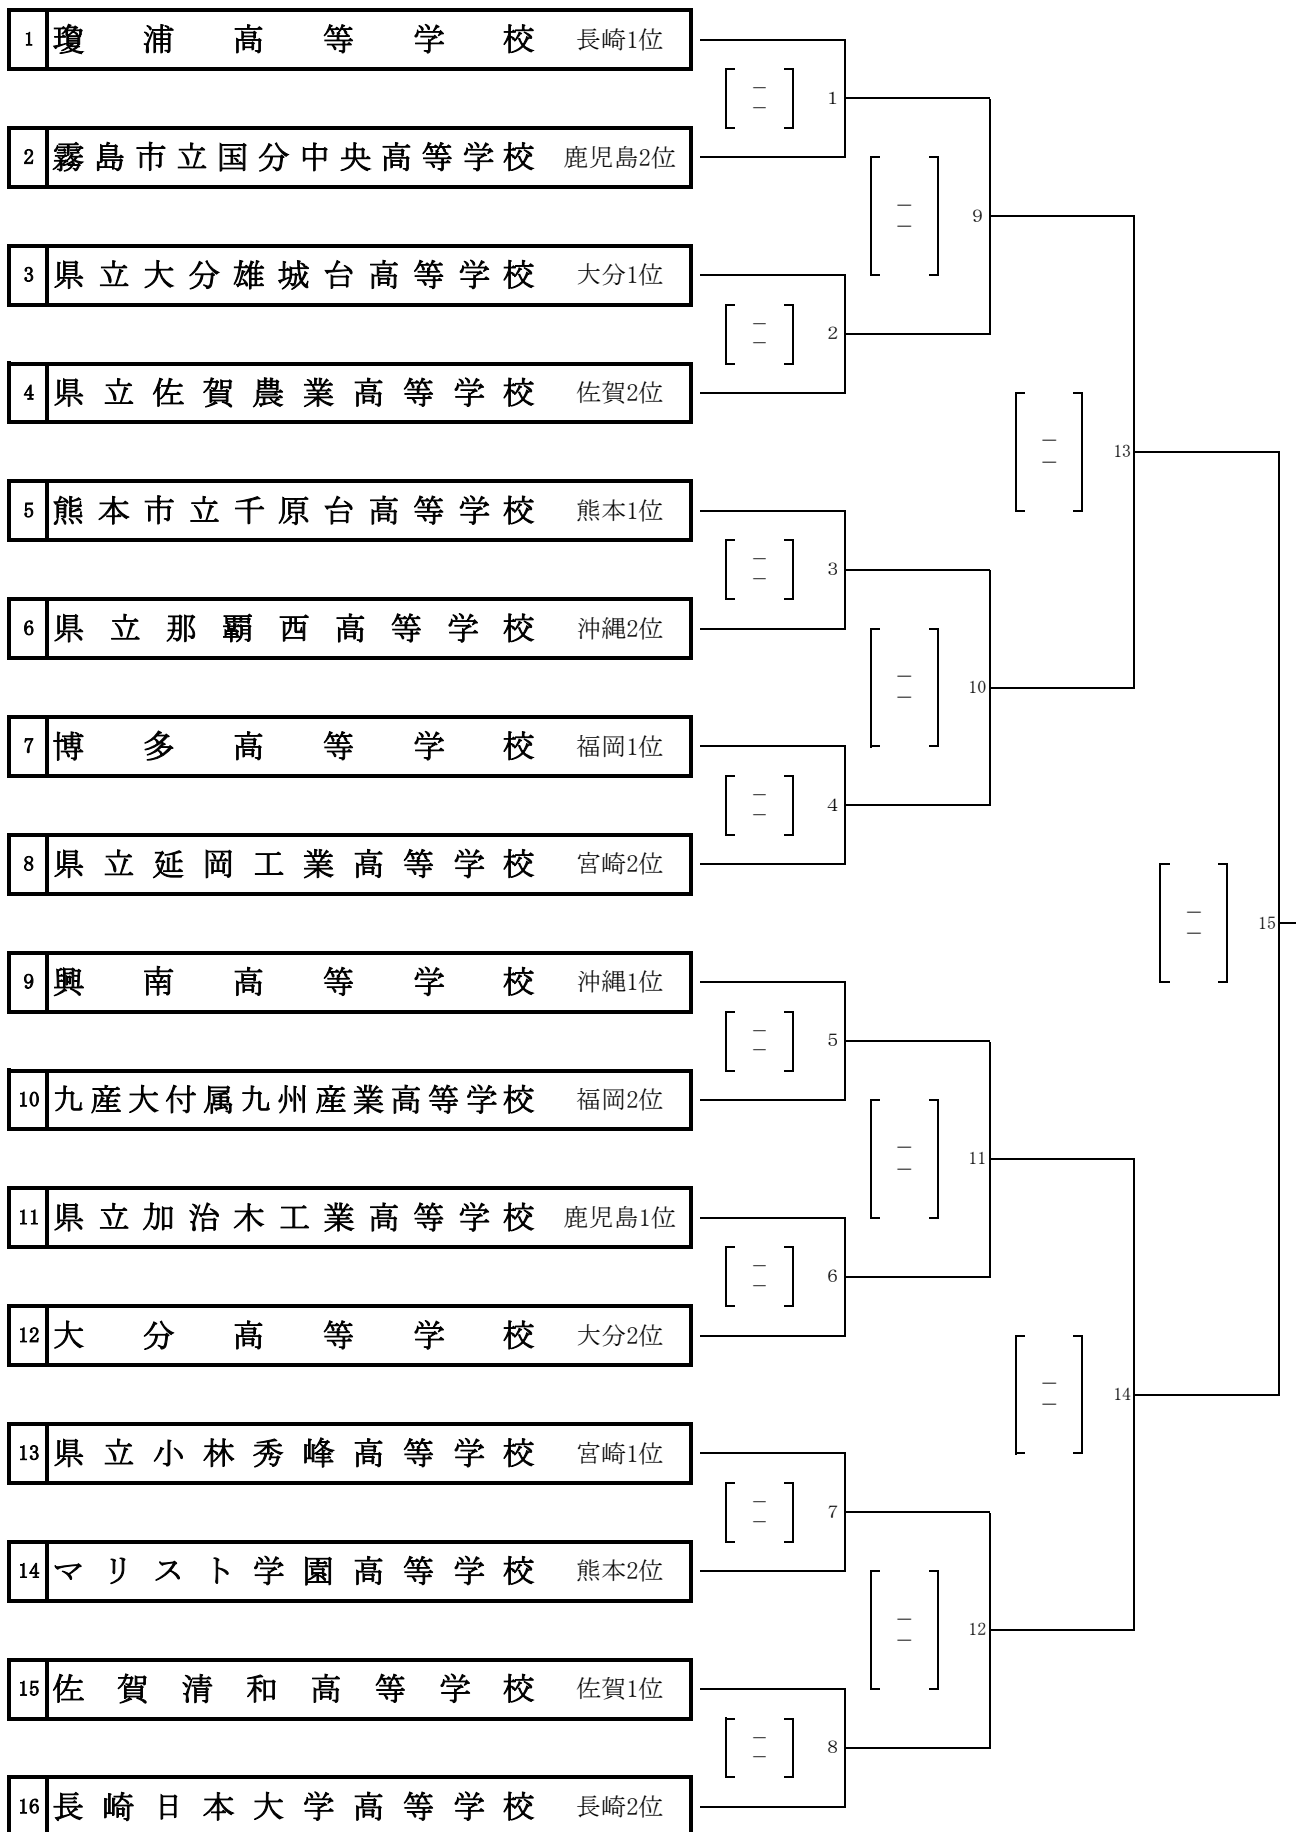 1 瓊浦高等学校 長崎1位
－ － 1
2 霧島市立国分中央高等学校 鹿児島2位
－ － 9
3 県立大分雄城台高等学校 大分1位
－ － 2
4 県立佐賀農業高等学校 佐賀2位
－ － 13
5 熊本市立千原台高等学校 熊本1位
－ － 3
6 県立那覇西高等学校 沖縄2位
－ － 10
7 博多高等学校 福岡1位
－ － 4
8 県立延岡工業高等学校 宮崎2位
－ － 15
9 興南高等学校 沖縄1位
－ － 5
10 九産大付属九州産業高等学校 福岡2位
－ － 11
11 県立加治木工業高等学校 鹿児島1位
－ － 6
12 大分高等学校 大分2位
－ － 14
13 県立小林秀峰高等学校 宮崎1位
－ － 7
14 マリスト学園高等学校 熊本2位
－ － 12
15 佐賀清和高等学校 佐賀1位
－ － 8
16 長崎日本大学高等学校 長崎2位